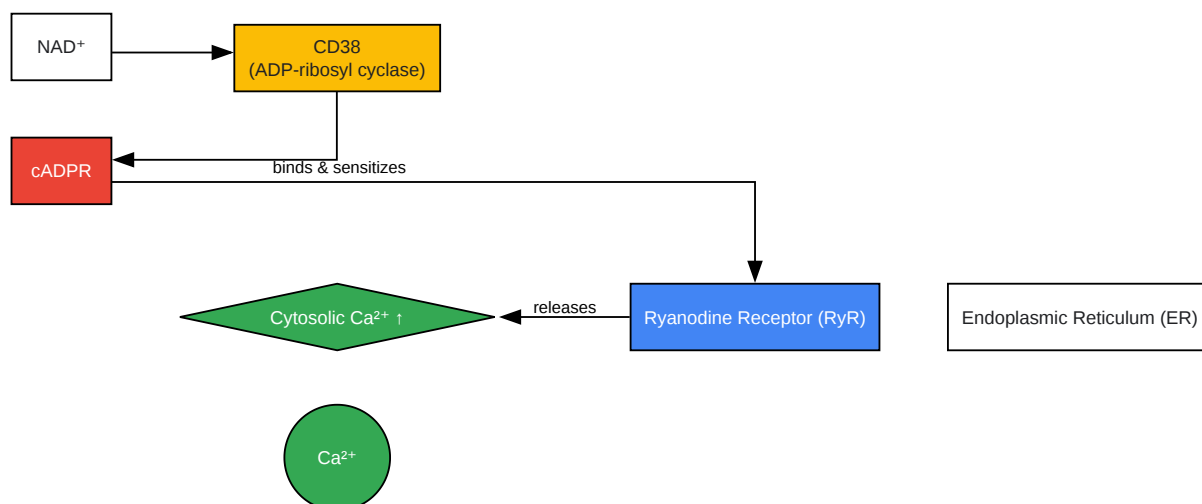 NAD⁺
CD38
(ADP-ribosyl cyclase)
cADPR
binds & sensitizes
Cytosolic Ca²⁺ ↑
releases
Ryanodine Receptor (RyR)
Endoplasmic Reticulum (ER)
Ca²⁺